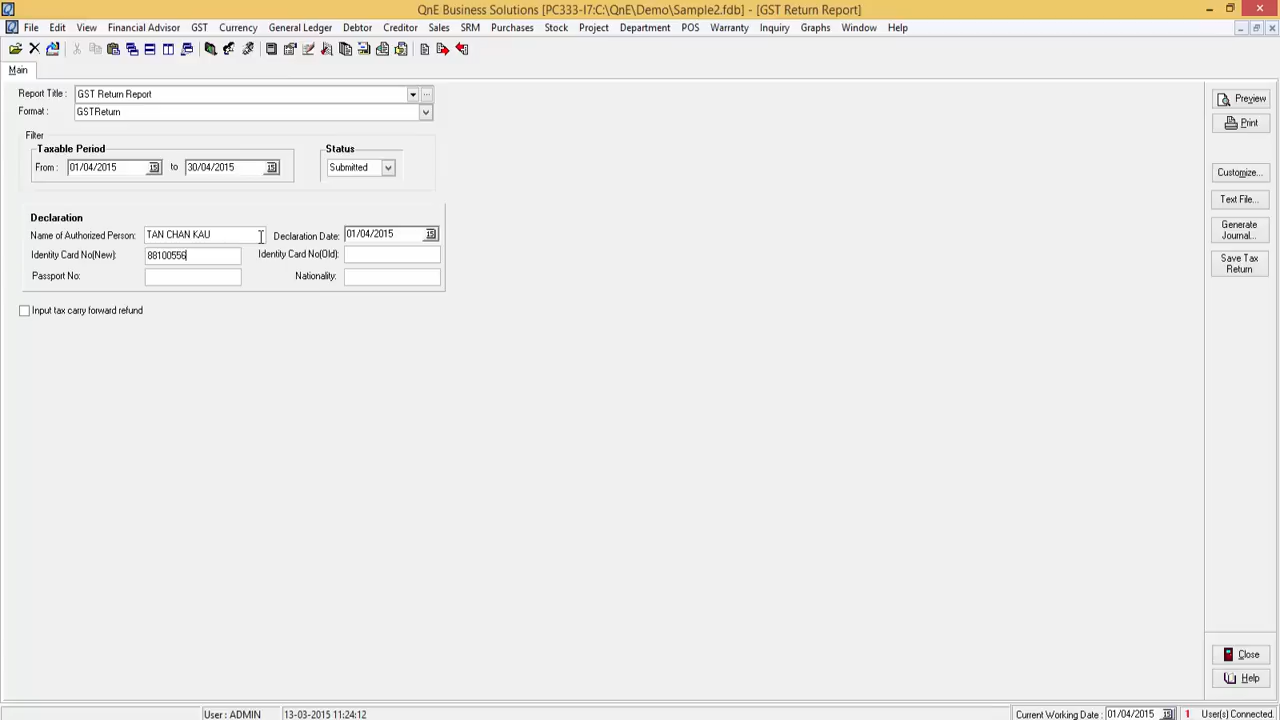 QnE Business Solutions [PC333-I7:C:\QnE\Demo\Sample2.fdb] - [GST Return Report]
File Edit View Financial Advisor GST Currency General Ledger Debtor Creditor Sales SRM Purchases Stock Project Department POS Warranty Inquiry Graphs Window Help
Main
Report Title : GST Return Report
Format : GSTReturn
Filter
Taxable Period Status
From : 01/04/2015 to 30/04/2015 Submitted
Declaration
Name of Authorized Person: TAN CHAN KAU Declaration Date: 01/04/2015
Identity Card No(New): 88100556 Identity Card No(Old):
Passport No: Nationality:
Input tax carry forward refund
Preview
Print
Customize...
Text File...
Generate
Journal...
Save Tax
Return
Close
Help
User : ADMIN 13-03-2015 11:24:12 Current Working Date : 01/04/2015 1 User(s) Connected.